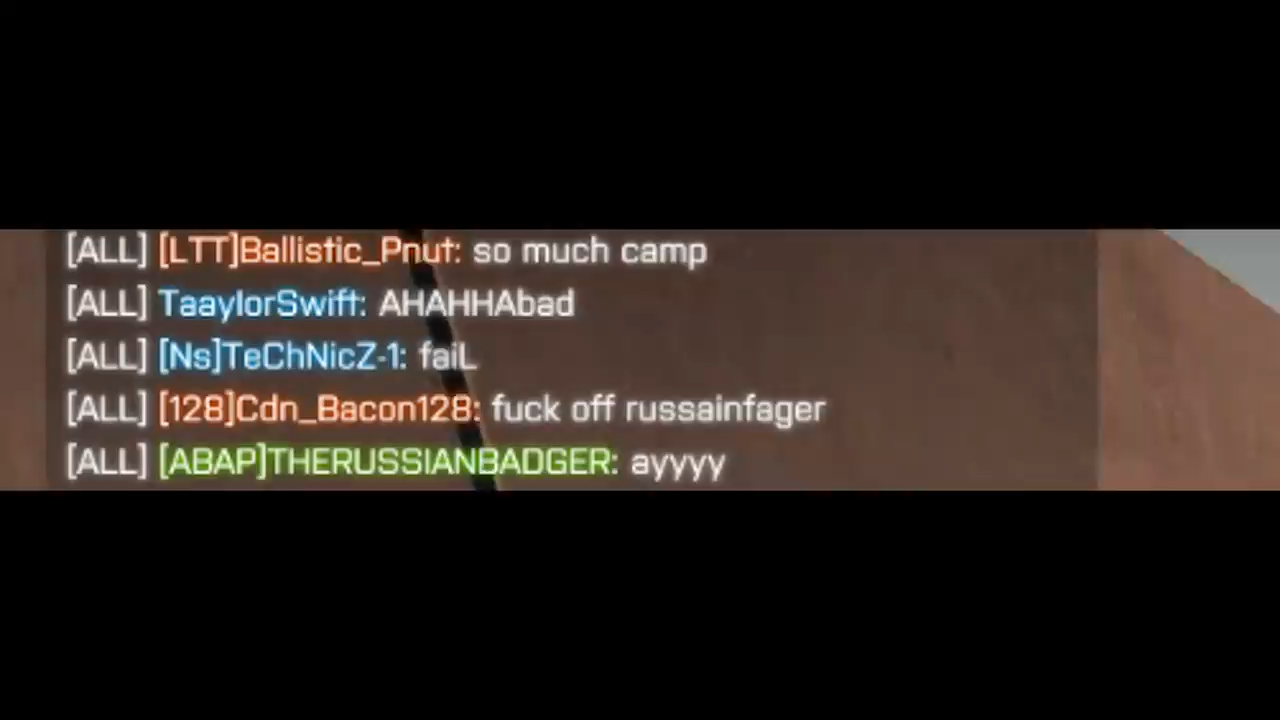 [ALL] [LTT]Ballistic_Pnut: so much camp
[ALL] TaaylorSwift: AHAHHAbad
[ALL] [Ns]TeChNicZ-1: faiL
[ALL] [128]Cdn_Bacon128: fuck off russainfager
[ALL] [ABAP]THERUSSIANBADGER: ayyyy